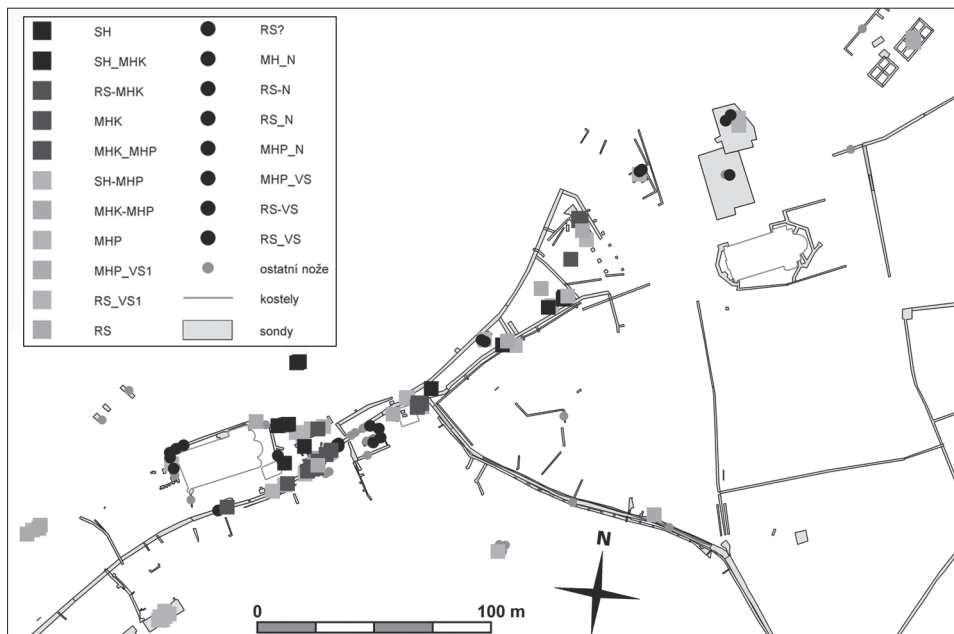 SH
SH_MHK
RS-MHK
MHK
MHK_MHP
SH-MHP
MHK-MHP
MHP
MHP_VS1
RS_VS1
RS
RS?
MH_N
RS-N
RS_N
MHP_N
MHP_VS
RS-VS
RS_VS
ostatní nože
kostely
sondy
N
0 100 m